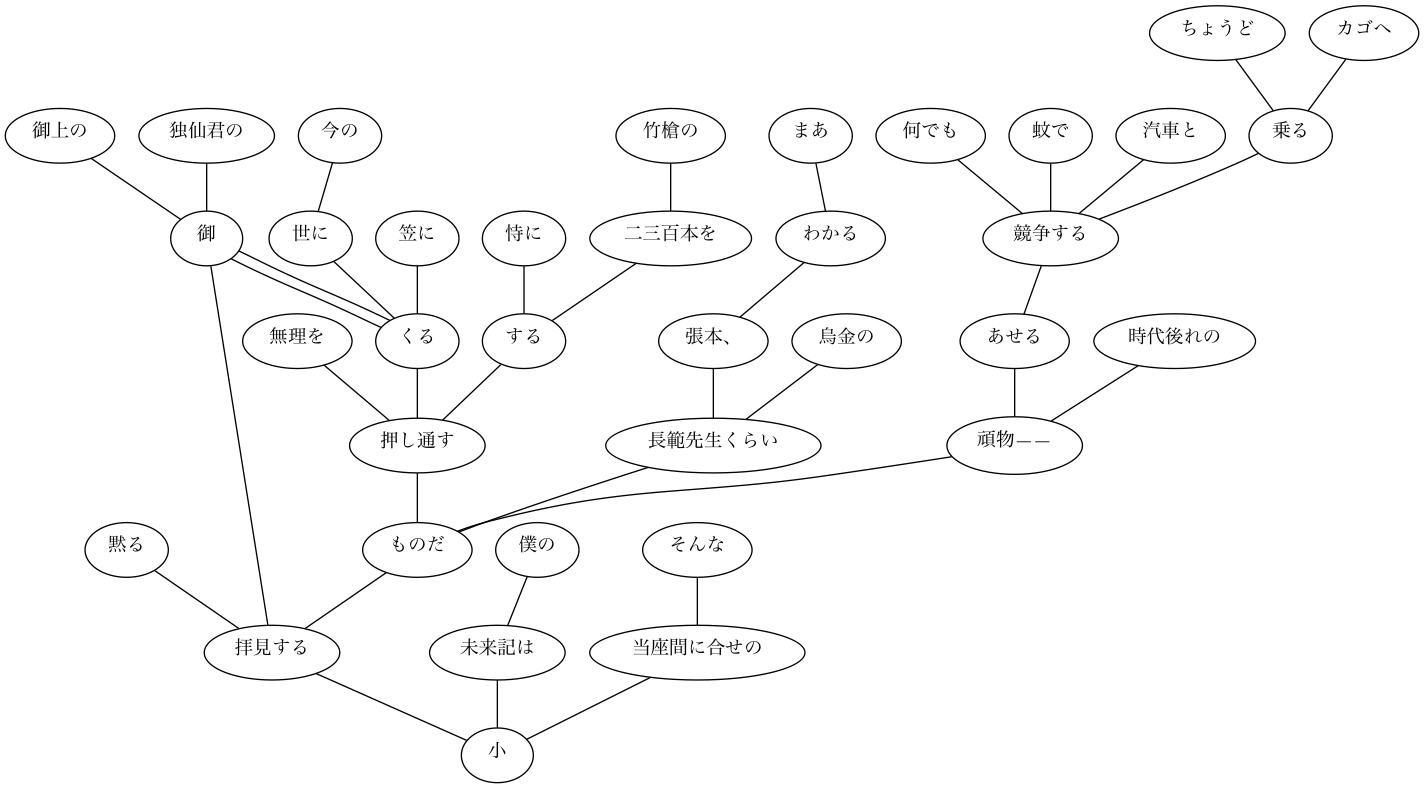 ちょうど
カゴへ
御上の
独仙君の
今の
竹槍の
まあ
何でも
蚊で
汽車と
乗る
御
世に
笠に
恃に
二三百本を
わかる
競争する
無理を
くる
する
張本、
烏金の
あせる
時代後れの
押し通す
長範先生くらい
頑物——
黙る
ものだ
僕の
そんな
拝見する
未来記は
当座間に合せの
小